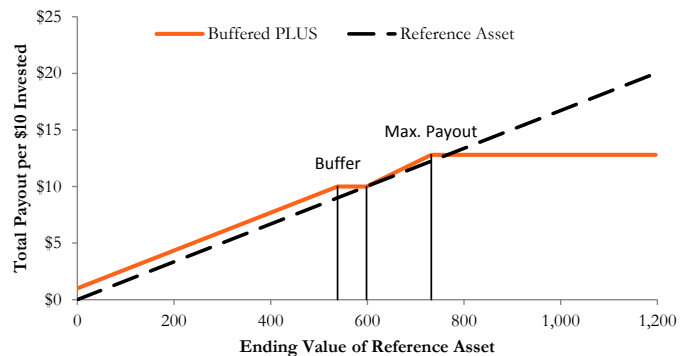 $25
Buffered PLUS
Reference Asset
$20
$15
Max. Payout
Buffer
$10
$5
$0
Total Payout per $10 Invested
0
200
400
600
800
1,000
1,200
Ending Value of Reference Asset